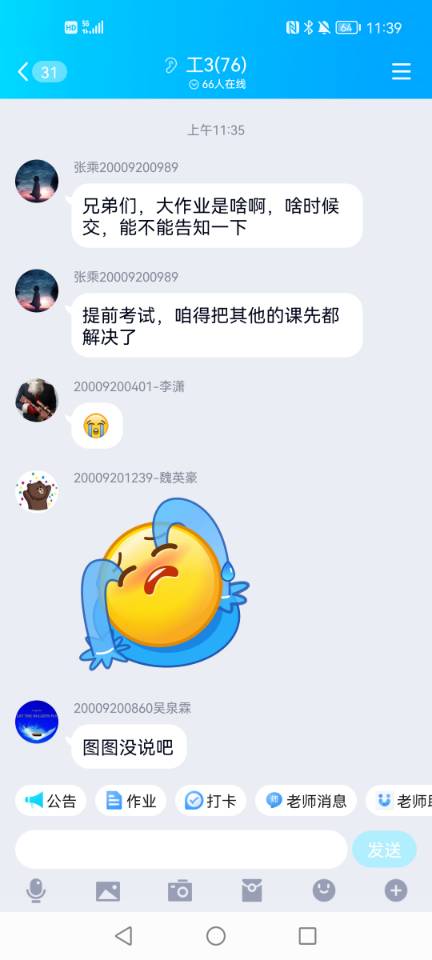 HD 5G 64 11:39
31 工3(76)
66人在线
上午11:35
张乘20009200989
兄弟们，大作业是啥啊，啥时候
交，能不能告知一下
张乘20009200989
提前考试，咱得把其他的课先都
解决了
20009200401-李潇
20009201239-魏英豪
20009200860吴泉霖
图图没说吧
公告 作业 打卡 师 老师消息 老师
发送